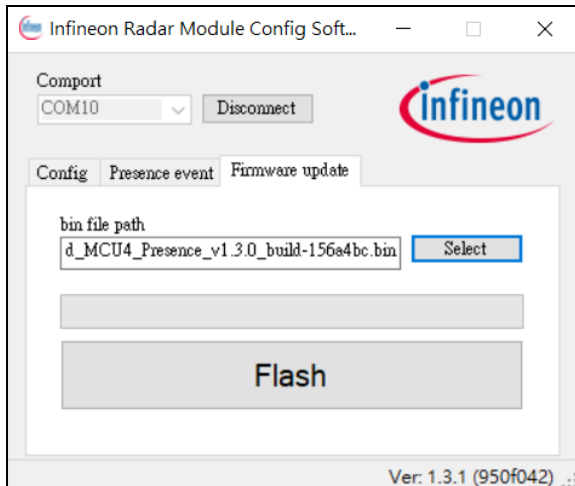 Infineon Radar Module Config Soft...
Comport
COM10
Disconnect
infineon
Config
Presence event
Firmware update
bin file path
d_MCU4_Presence_v1.3.0_build-156a4bc.bin
Select
Flash
Ver: 1.3.1 (950f042)